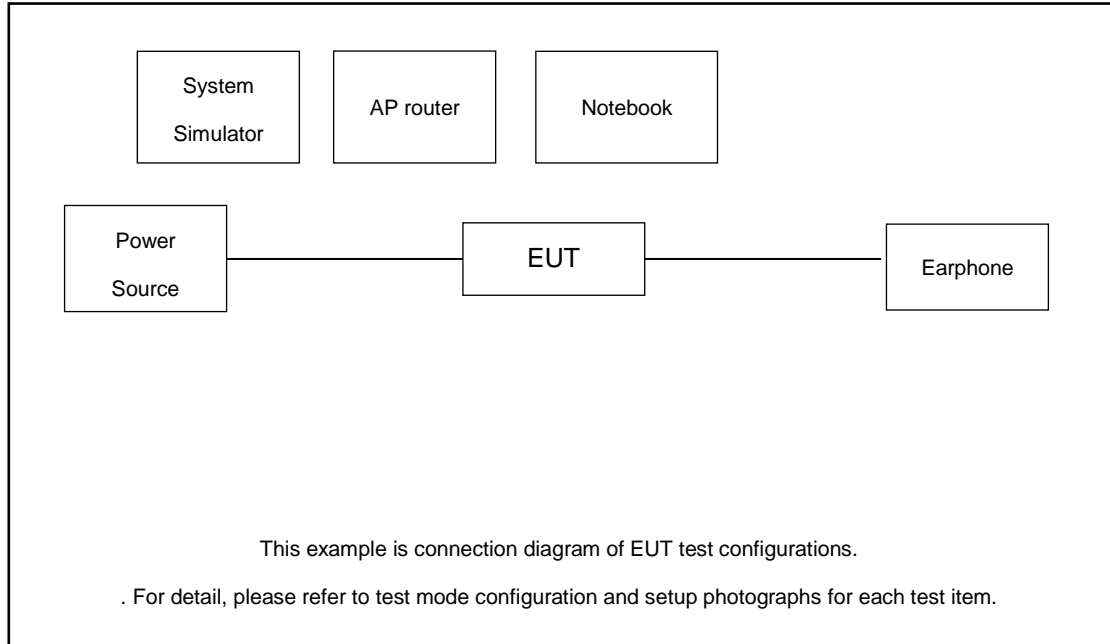 System
Simulator
AP router
Notebook
Power
Source
EUT
Earphone
This example is connection diagram of EUT test configurations.
. For detail, please refer to test mode configuration and setup photographs for each test item.